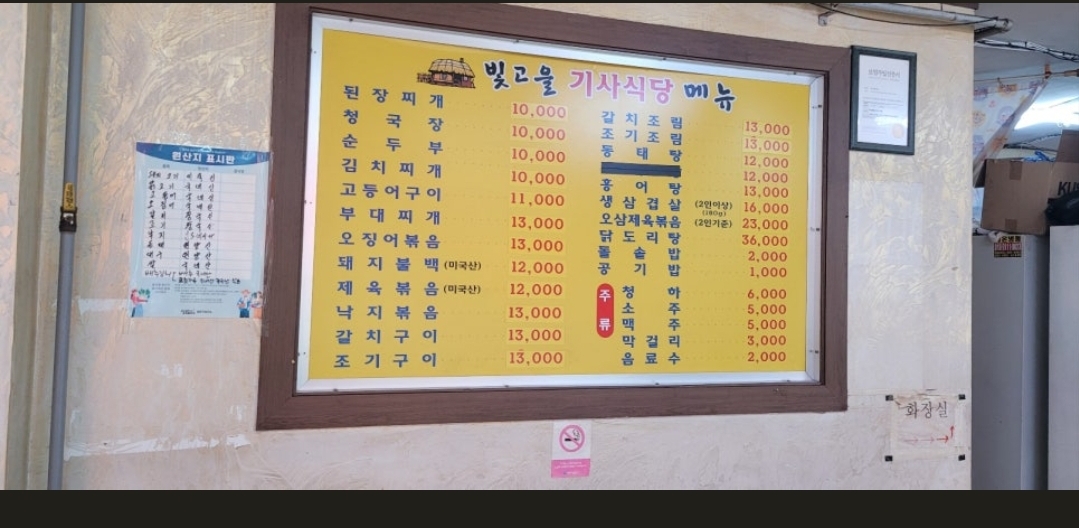 빛고을 기사식당 메뉴
된장찌개 10,000
청국장 10,000
순두부 10,000
김치찌개 10,000
고등어구이 11,000
부대찌개 13,000
오징어볶음 13,000
돼지불백 (미국산) 12,000
제육볶음 (미국산) 12,000
낙지볶음 13,000
갈치구이 13,000
조기구이 13,000
갈치조림 13,000
조기조림 13,000
동태탕 12,000
12,000
홍어탕 13,000
생삼겹살 (2인이상) 16,000
(180g)
오삼제육볶음 (2인기준) 23,000
닭도리탕 36,000
돌솥밥 2,000
공기밥 1,000
주류
청하 6,000
소주 5,000
맥주 5,000
막걸리 3,000
음료수 2,000
원산지 표시판
화장실